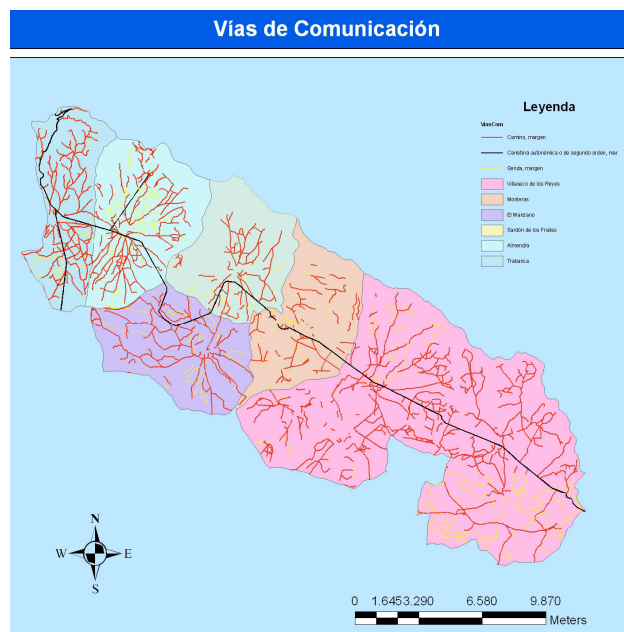 Vías de Comunicación
Leyenda
ViasCom
Camino, margen
Carretera autonómica o de segundo orden, mar
Senda, margen
Villaseco de los Reyes
Monleras
El Manzano
Sardón de los Frailes
Almendra
Trabanca
N
W E
S
0 1.645 3.290 6.580 9.870
Meters